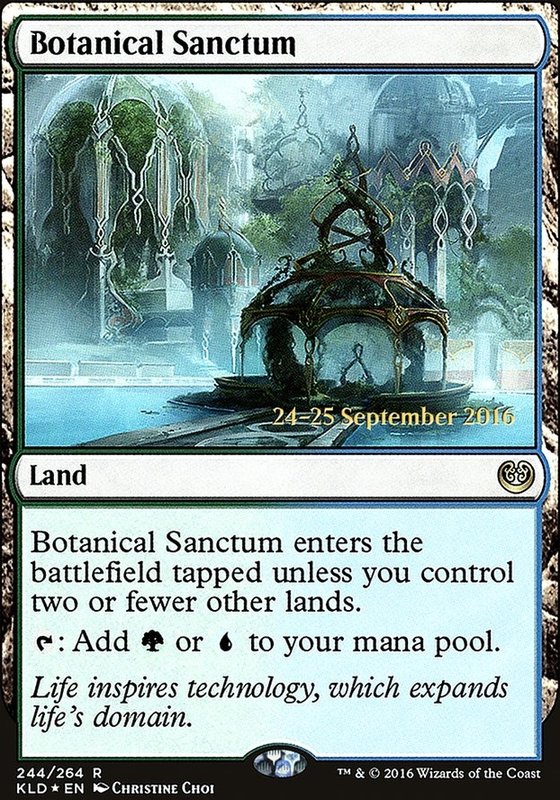 Botanical Sanctum
24–25 September 2016
Land
Botanical Sanctum enters the
battlefield tapped unless you control
two or fewer other lands.
: Add or to your mana pool.
Life inspires technology, which expands
life's domain.
244/264 R
KLD ★ EN Christine Choi
™ & © 2016 Wizards of the Coast